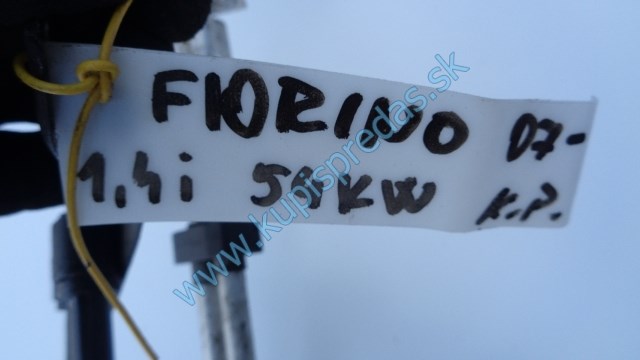 FIORINO 07-
1,4i 54KW K.P.
www.kupispredas.sk